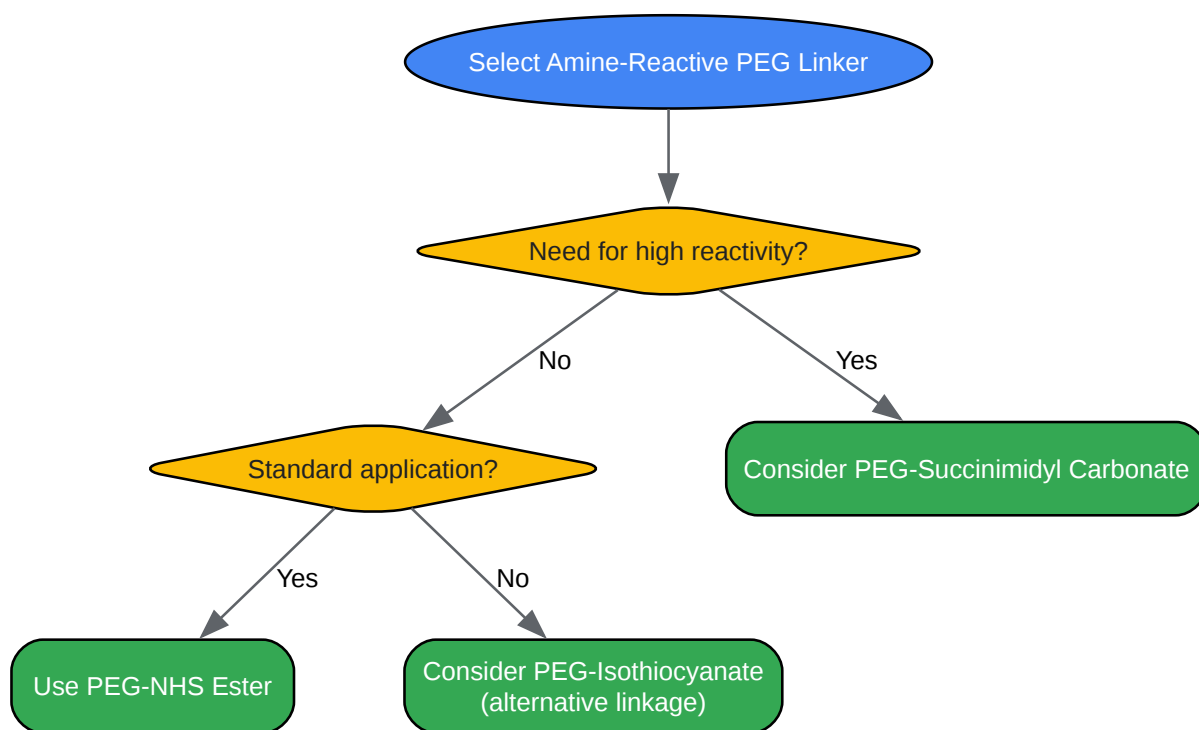 Select Amine-Reactive PEG Linker
Need for high reactivity?
No
Yes
Standard application?
Consider PEG-Succinimidyl Carbonate
Yes
No
Use PEG-NHS Ester
Consider PEG-Isothiocyanate
(alternative linkage)